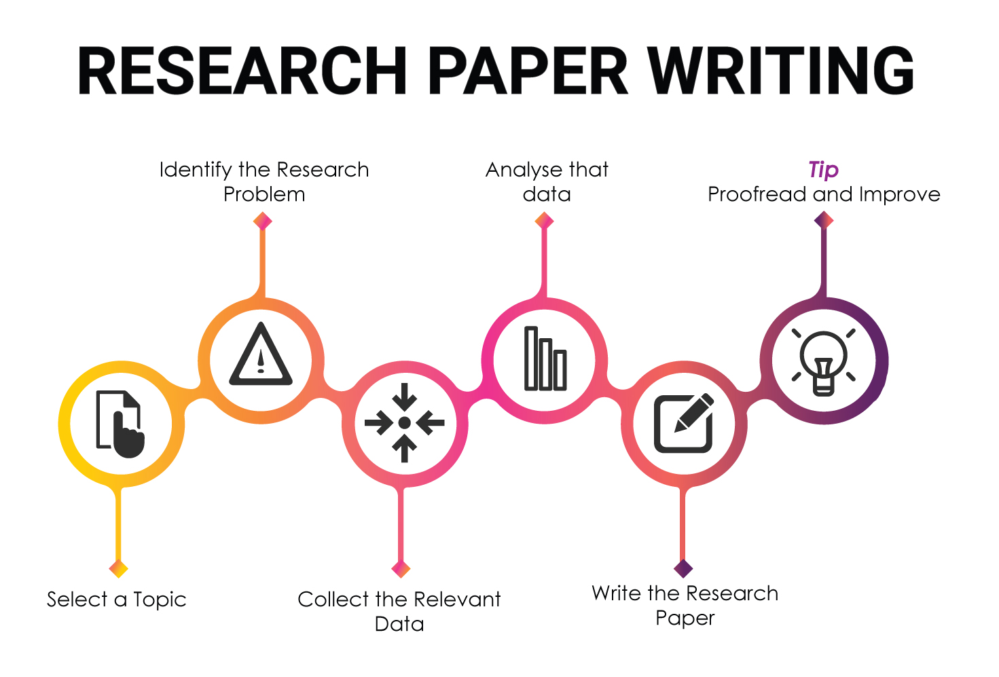 RESEARCH PAPER WRITING
Identify the Research
Problem
Analyse that
data
Tip
Proofread and Improve
Select a Topic
Collect the Relevant
Data
Write the Research
Paper